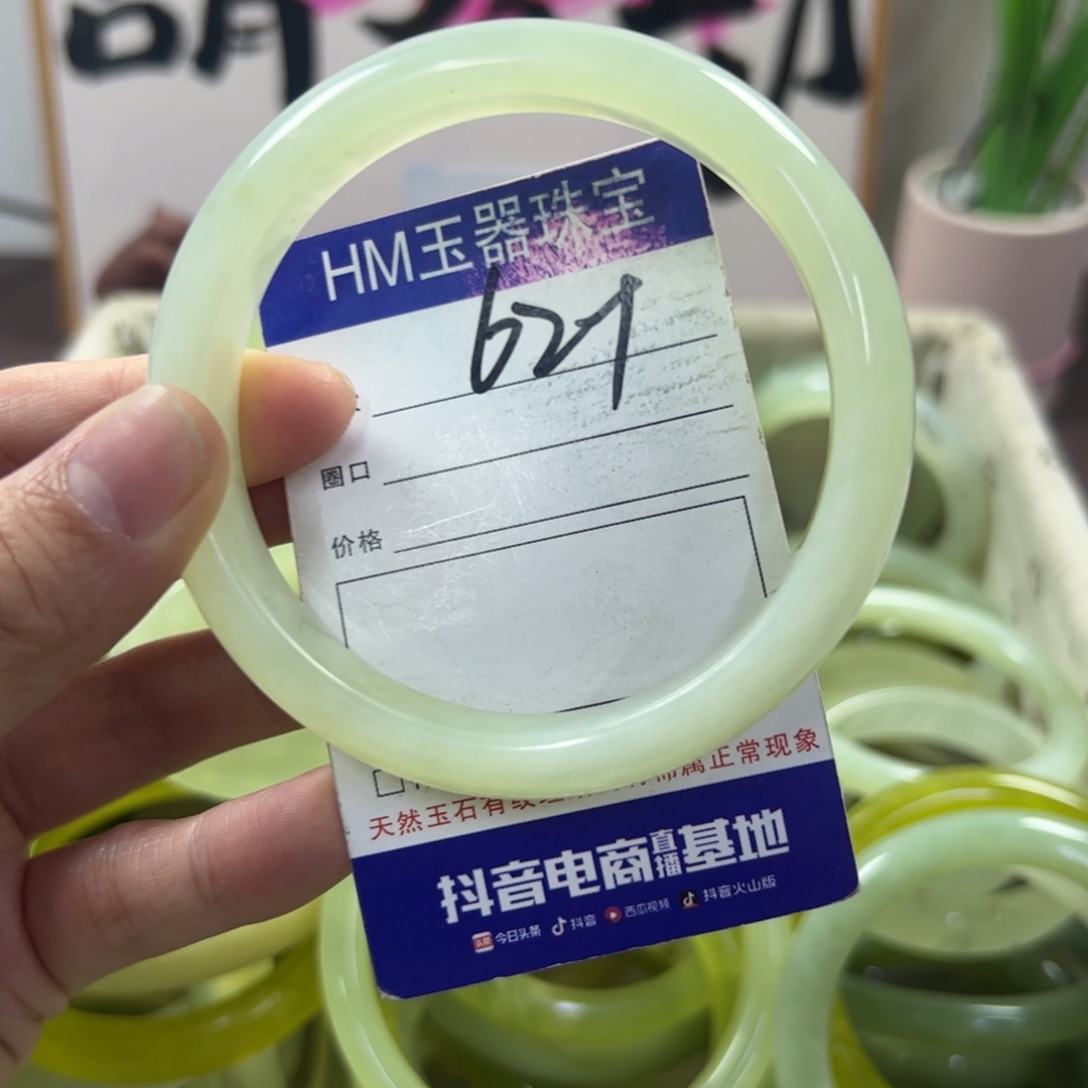 HM玉器珠宝
627
圈口
价格
天然玉石有纹
属正常现象
抖音电商直播基地
今日头条 抖音 西瓜视频 抖音火山版